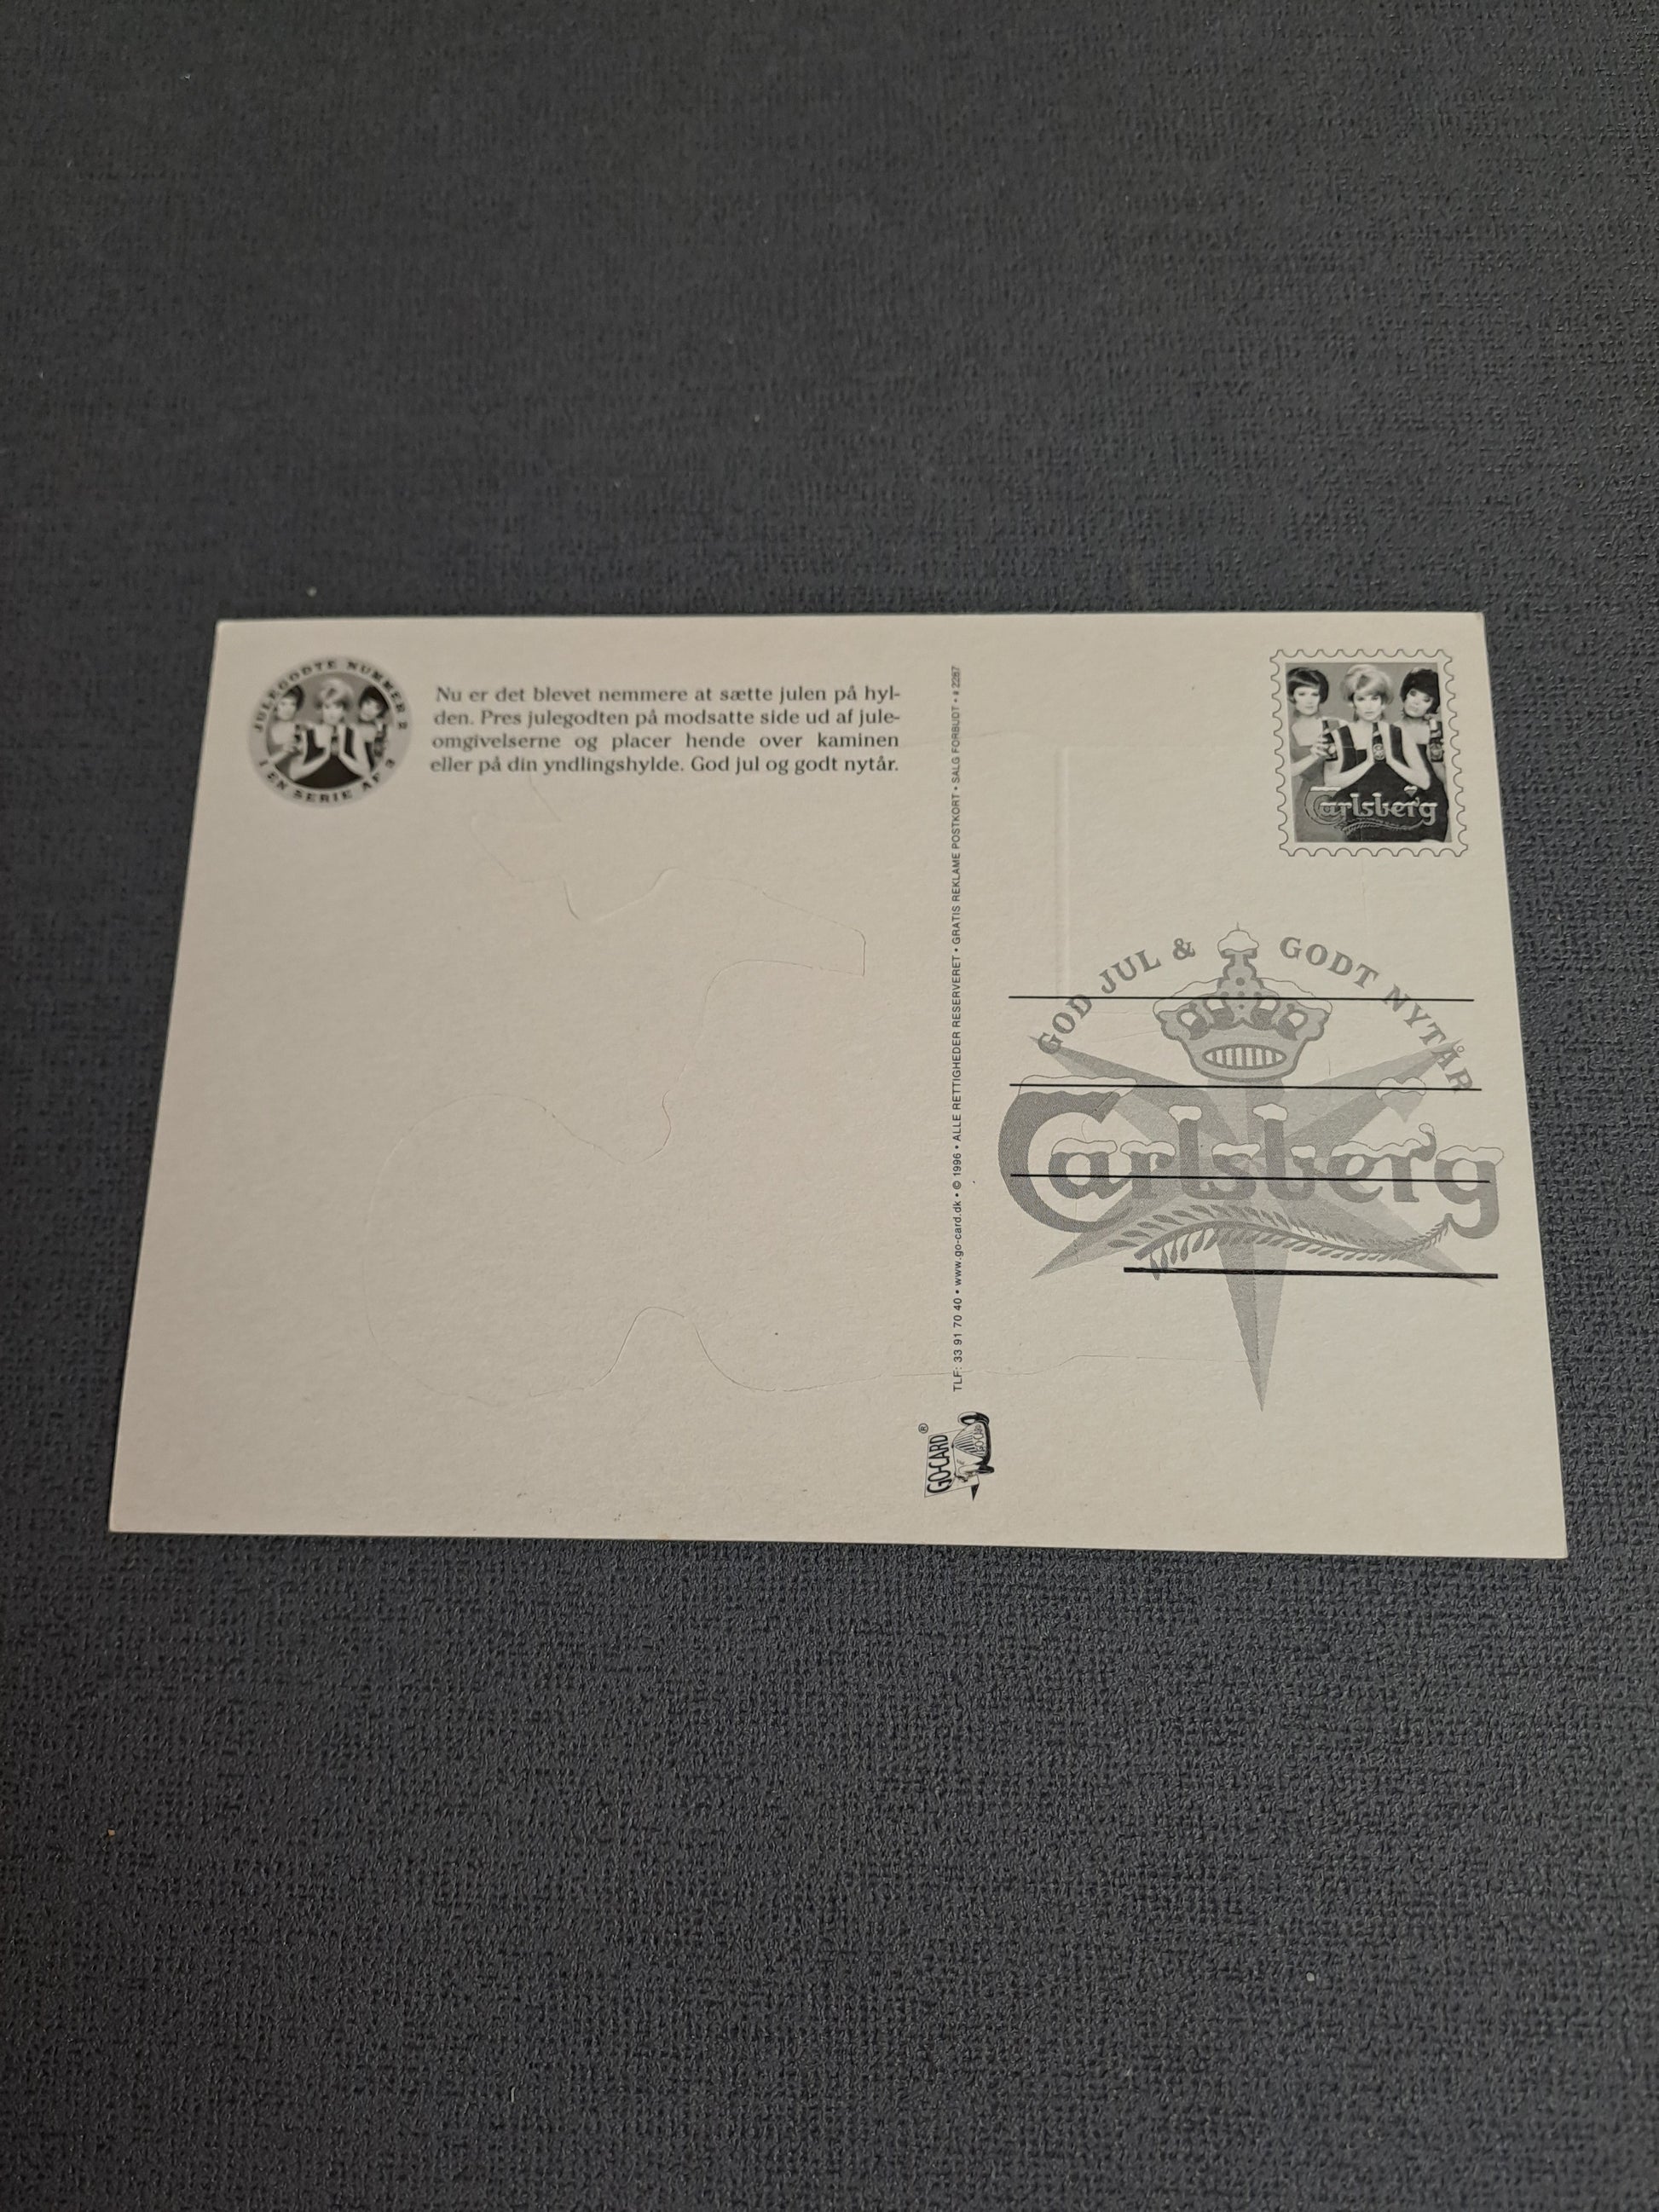 JULEGODTE NUMMER 2
I EN SERIE AF 3
Nu er det blevet nemmere at sætte julen på hyl-
den. Pres julegodten på modsatte side ud af jule-
omgivelserne og placer hende over kaminen
eller på din yndlingshylde. God jul og godt nytår.
TLF: 33 91 70 40 • www.go-card.dk • © 1996 • ALLE RETTIGHEDER RESERVERET • GRATIS REKLAME POSTKORT • SALG FORBUDT • # 2287
GO-CARD®
Carlsberg
GOD JUL & GODT NYTÅR
Carlsberg